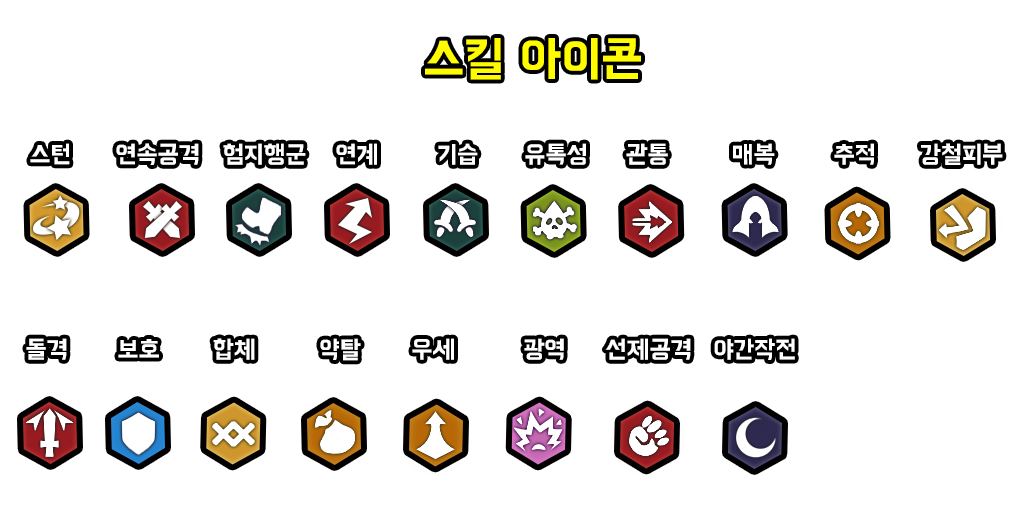 스킬 아이콘
스턴 연속공격 험지행군 연계 기습 유독성 관통 매복 추적 강철피부
돌격 보호 합체 약탈 우세 광역 선제공격 야간작전